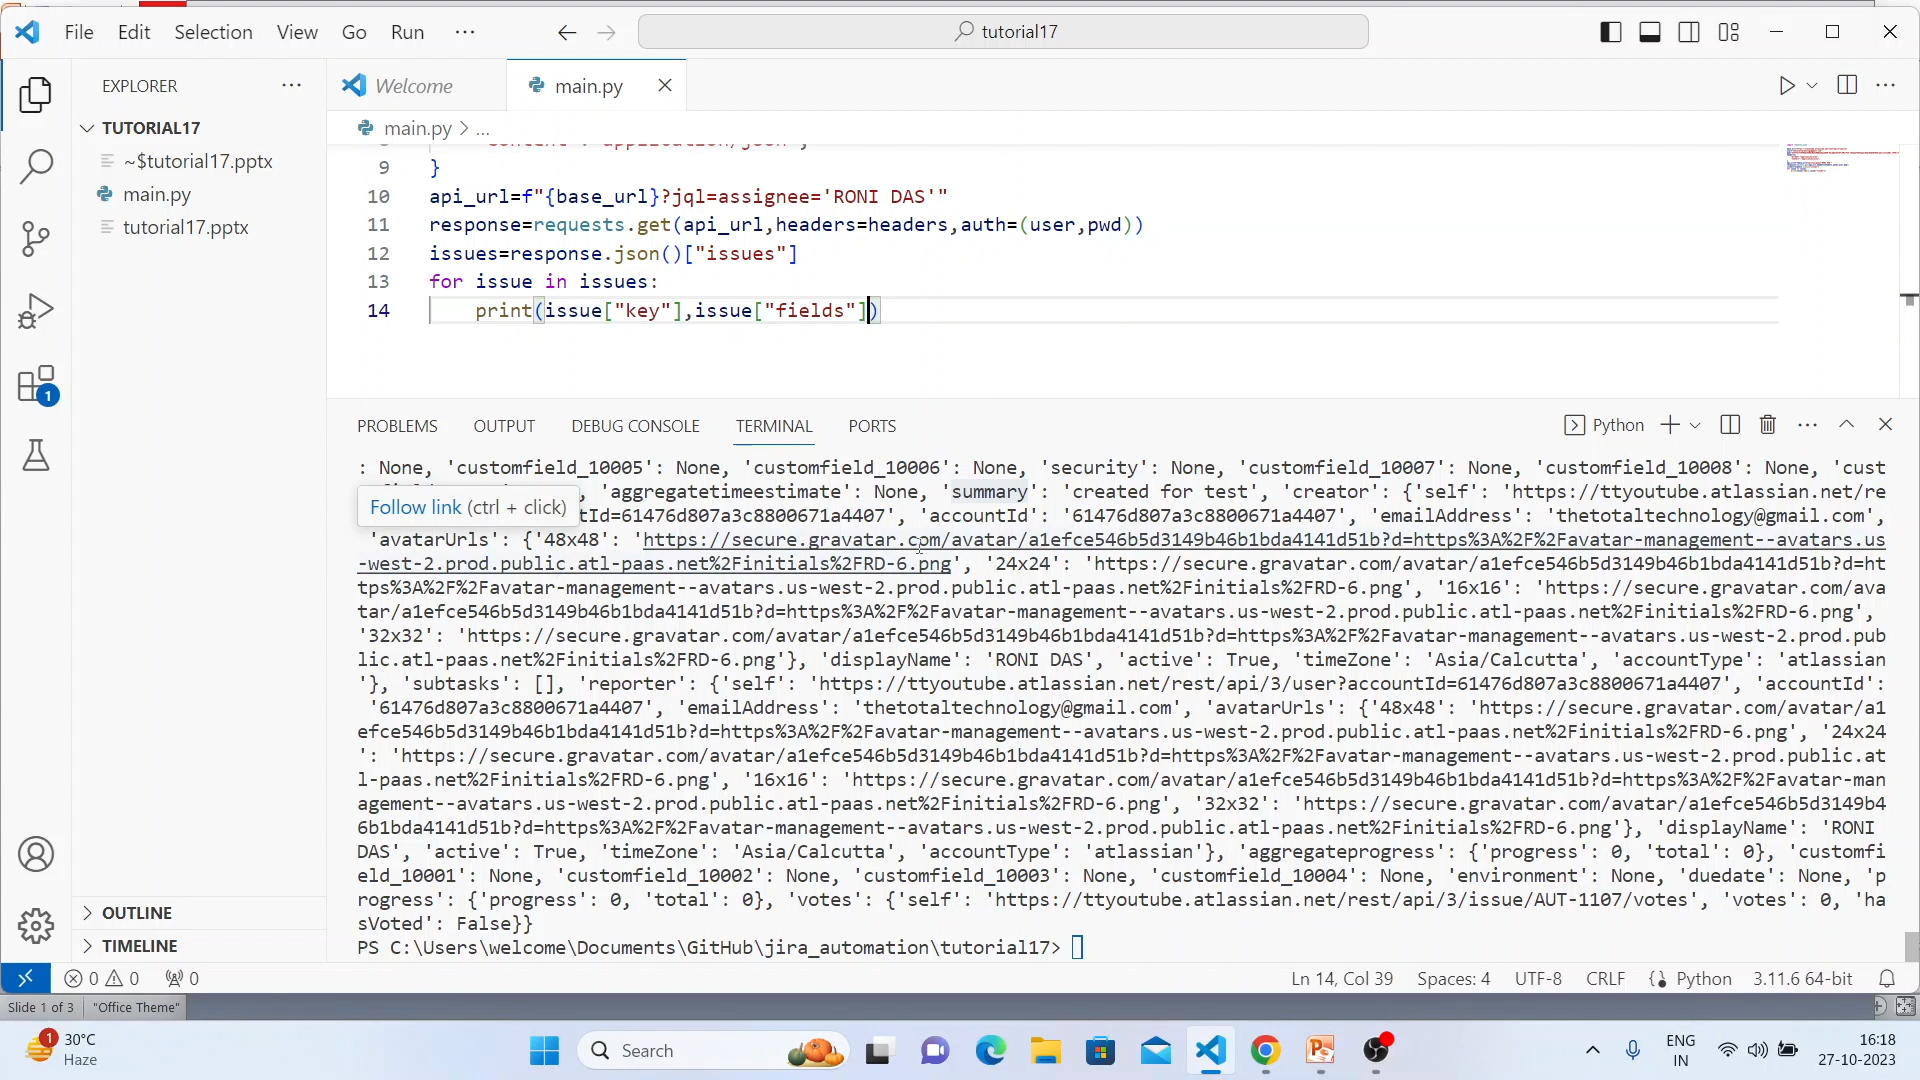 File Edit Selection View Go Run ···
tutorial17
EXPLORER
TUTORIAL17
~$tutorial17.pptx
main.py
tutorial17.pptx
OUTLINE
TIMELINE
Welcome
main.py
main.py > ...
9 }
10 api_url=f"{base_url}?jql=assignee='RONI DAS'"
11 response=requests.get(api_url,headers=headers,auth=(user,pwd))
12 issues=response.json()["issues"]
13 for issue in issues:
14 print(issue["key"],issue["fields"])
PROBLEMS OUTPUT DEBUG CONSOLE TERMINAL PORTS
Python
: None, 'customfield_10005': None, 'customfield_10006': None, 'security': None, 'customfield_10007': None, 'customfield_10008': None, 'cust
, 'aggregatetimeestimate': None, 'summary': 'created for test', 'creator': {'self': 'https://ttyoutube.atlassian.net/re
Follow link (ctrl + click)
tId=61476d807a3c8800671a4407', 'accountId': '61476d807a3c8800671a4407', 'emailAddress': 'thetotaltechnology@gmail.com',
'avatarUrls': {'48x48': 'https://secure.gravatar.com/avatar/a1efce546b5d3149b46b1bda4141d51b?d=https%3A%2F%2Favatar-management--avatars.us
-west-2.prod.public.atl-paas.net%2Finitials%2FRD-6.png', '24x24': 'https://secure.gravatar.com/avatar/a1efce546b5d3149b46b1bda4141d51b?d=ht
tps%3A%2F%2Favatar-management--avatars.us-west-2.prod.public.atl-paas.net%2Finitials%2FRD-6.png', '16x16': 'https://secure.gravatar.com/ava
tar/a1efce546b5d3149b46b1bda4141d51b?d=https%3A%2F%2Favatar-management--avatars.us-west-2.prod.public.atl-paas.net%2Finitials%2FRD-6.png',
'32x32': 'https://secure.gravatar.com/avatar/a1efce546b5d3149b46b1bda4141d51b?d=https%3A%2F%2Favatar-management--avatars.us-west-2.prod.pub
lic.atl-paas.net%2Finitials%2FRD-6.png'}, 'displayName': 'RONI DAS', 'active': True, 'timeZone': 'Asia/Calcutta', 'accountType': 'atlassian
'}, 'subtasks': [], 'reporter': {'self': 'https://ttyoutube.atlassian.net/rest/api/3/user?accountId=61476d807a3c8800671a4407', 'accountId':
'61476d807a3c8800671a4407', 'emailAddress': 'thetotaltechnology@gmail.com', 'avatarUrls': {'48x48': 'https://secure.gravatar.com/avatar/a1
efce546b5d3149b46b1bda4141d51b?d=https%3A%2F%2Favatar-management--avatars.us-west-2.prod.public.atl-paas.net%2Finitials%2FRD-6.png', '24x24
': 'https://secure.gravatar.com/avatar/a1efce546b5d3149b46b1bda4141d51b?d=https%3A%2F%2Favatar-management--avatars.us-west-2.prod.public.at
l-paas.net%2Finitials%2FRD-6.png', '16x16': 'https://secure.gravatar.com/avatar/a1efce546b5d3149b46b1bda4141d51b?d=https%3A%2F%2Favatar-man
agement--avatars.us-west-2.prod.public.atl-paas.net%2Finitials%2FRD-6.png', '32x32': 'https://secure.gravatar.com/avatar/a1efce546b5d3149b4
6b1bda4141d51b?d=https%3A%2F%2Favatar-management--avatars.us-west-2.prod.public.atl-paas.net%2Finitials%2FRD-6.png'}, 'displayName': 'RONI
DAS', 'active': True, 'timeZone': 'Asia/Calcutta', 'accountType': 'atlassian'}, 'aggregateprogress': {'progress': 0, 'total': 0}, 'customfi
eld_10001': None, 'customfield_10002': None, 'customfield_10003': None, 'customfield_10004': None, 'environment': None, 'duedate': None, 'p
rogress': {'progress': 0, 'total': 0}, 'votes': {'self': 'https://ttyoutube.atlassian.net/rest/api/3/issue/AUT-1107/votes', 'votes': 0, 'ha
sVoted': False}}
PS C:\Users\welcome\Documents\GitHub\jira_automation\tutorial17>
1
0 0 0
Ln 14, Col 39 Spaces: 4 UTF-8 CRLF Python 3.11.6 64-bit
Slide 1 of 3 "Office Theme"
1
30°C
Haze
Search
ENG
IN
16:18
27-10-2023